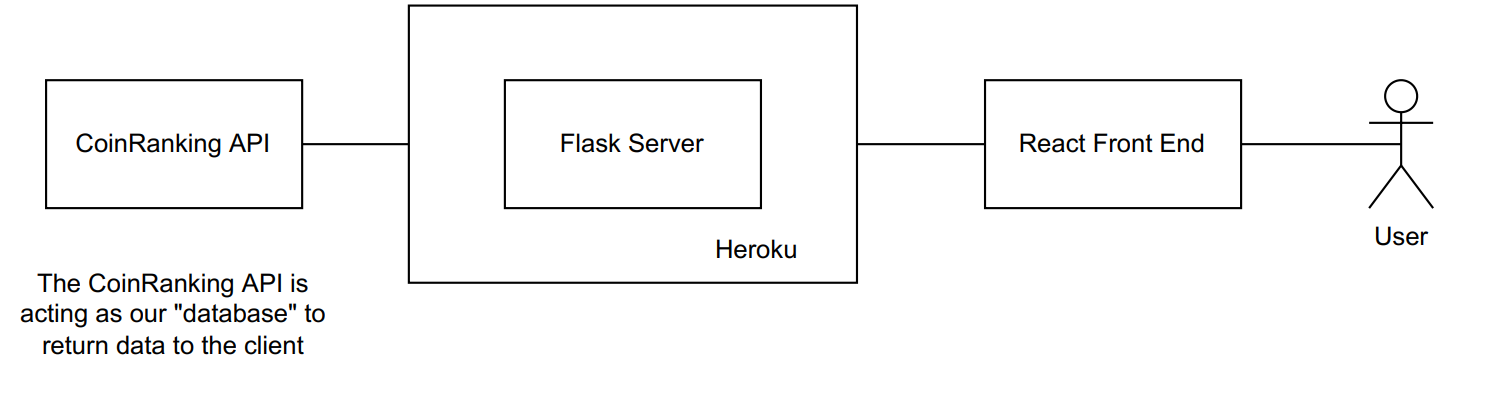 CoinRanking API
Flask Server
React Front End
User
Heroku
The CoinRanking API is
acting as our "database" to
return data to the client